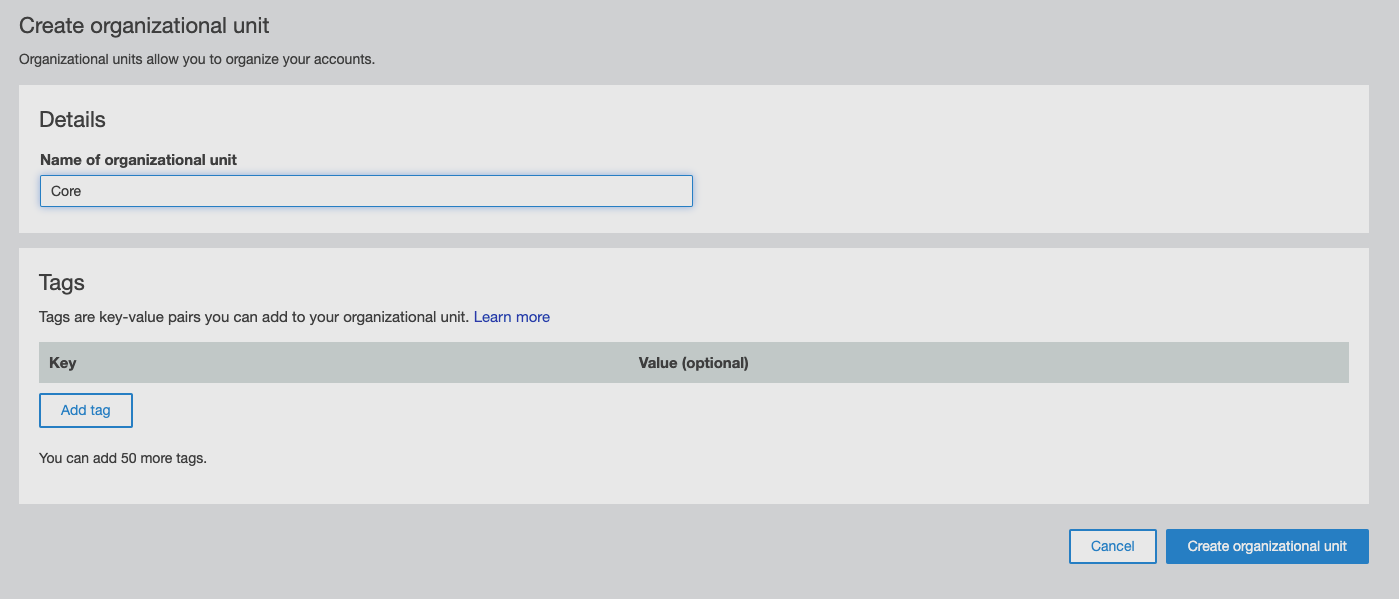 Create organizational unit
Organizational units allow you to organize your accounts.
Details
Name of organizational unit
Core
Tags
Tags are key-value pairs you can add to your organizational unit. Learn more
Key Value (optional)
Add tag
You can add 50 more tags.
Cancel Create organizational unit